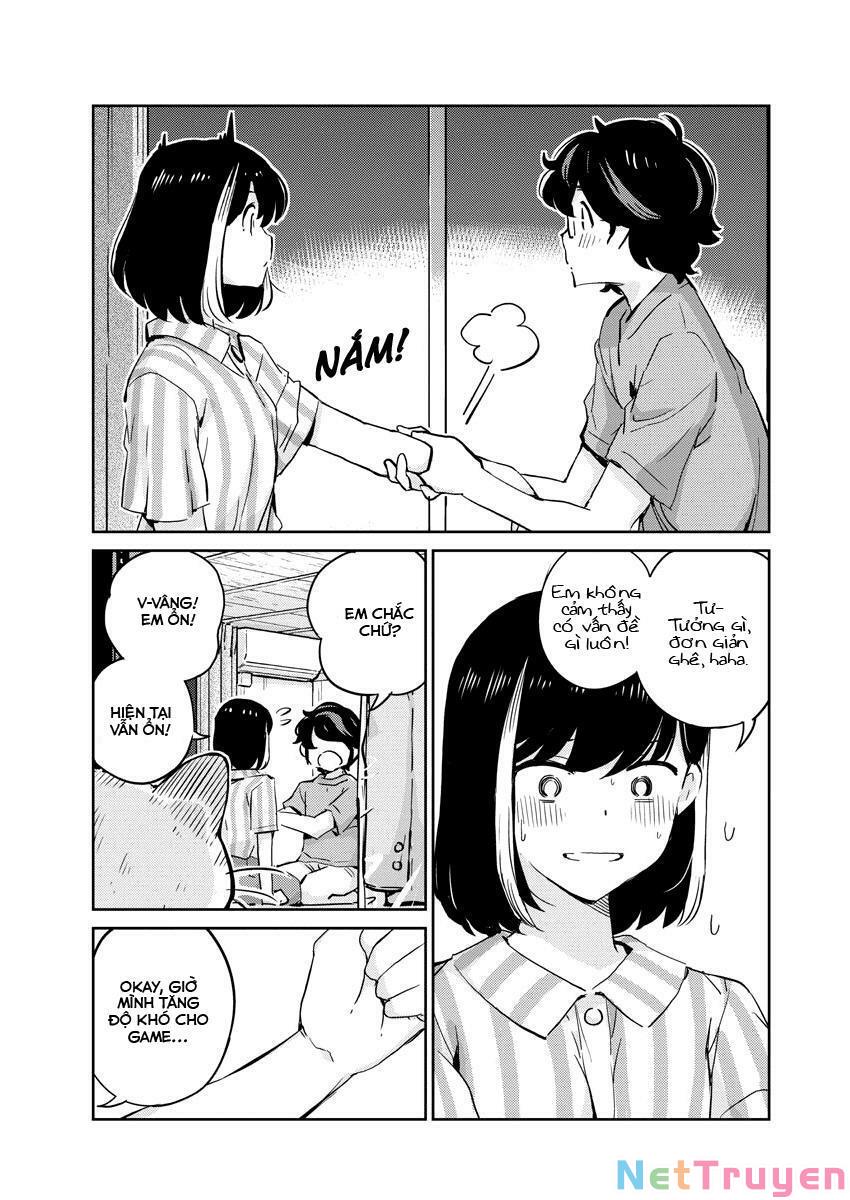 NẮM!
Tư-
Tưởng gì,
đơn giản
ghê, haha.
Em không
cảm thấy
có vấn đề
gì luôn!
EM CHẮC
CHỨ?
V-VÂNG!
EM ỔN!
HIỆN TẠI
VẪN ỔN!
OKAY, GIỜ
MÌNH TĂNG
ĐỘ KHÓ CHO
GAME...
NetTruyen